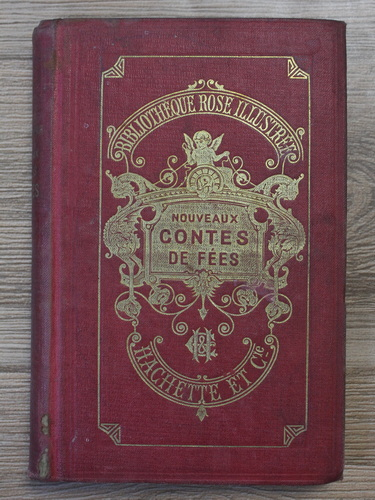 BIBLIOTHEQUE ROSE ILLUSTRÉE
NOUVEAUX
CONTES
DE FÉES
HACHETTE ET Cie